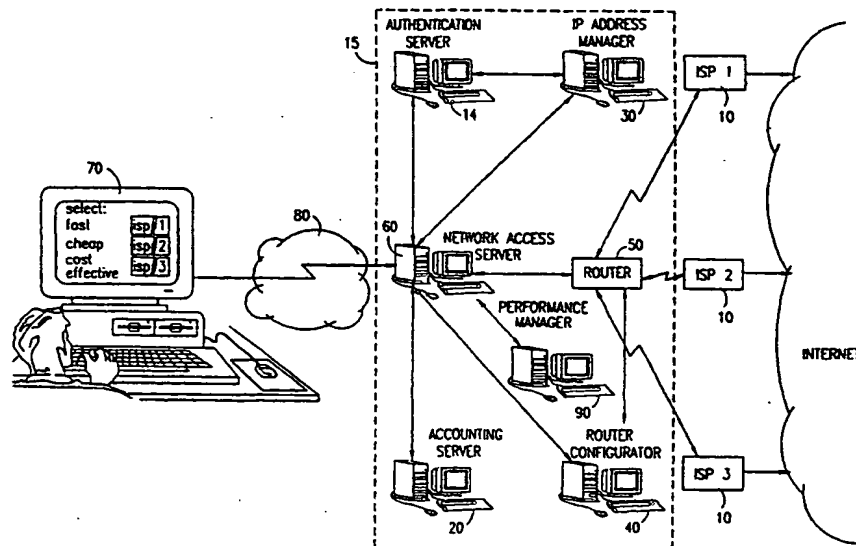 AUTHENTICATION
SERVER
IP ADDRESS
MANAGER
15
14
30
ISP 1
10
70
select:
fast
isp 1
cheap
isp 2
cost
effective
isp 3
80
60
NETWORK ACCESS
SERVER
50
ROUTER
ISP 2
10
PERFORMANCE
MANAGER
90
INTERNET
ACCOUNTING
SERVER
20
ROUTER
CONFIGURATOR
40
ISP 3
10